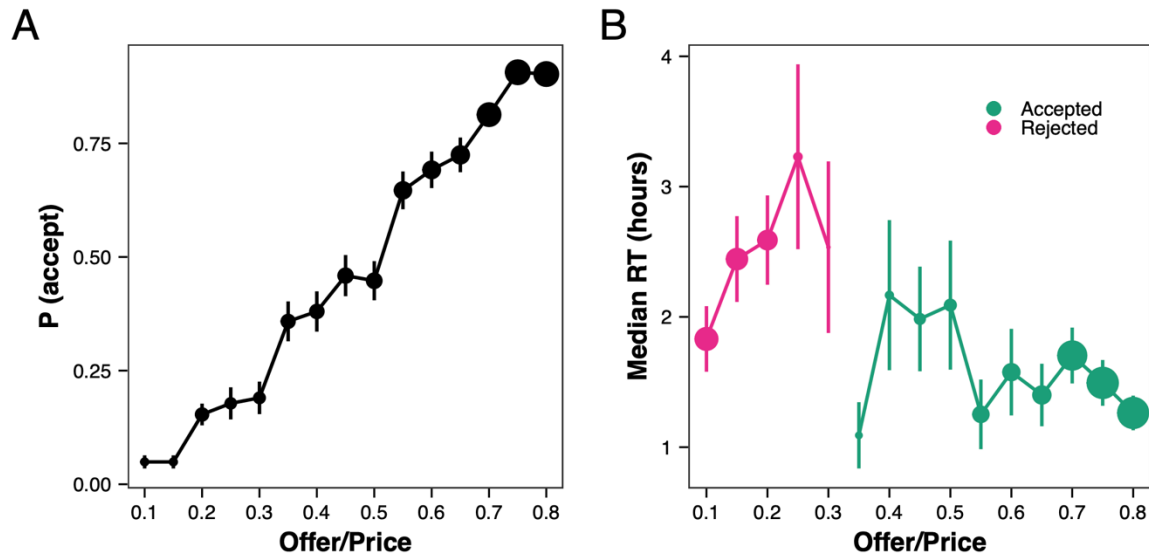 A
P (accept)
0.75
0.50
0.25
0.00
0.1 0.2 0.3 0.4 0.5 0.6 0.7 0.8
Offer/Price
B
Median RT (hours)
4
3
2
1
Accepted
Rejected
0.1 0.2 0.3 0.4 0.5 0.6 0.7 0.8
Offer/Price